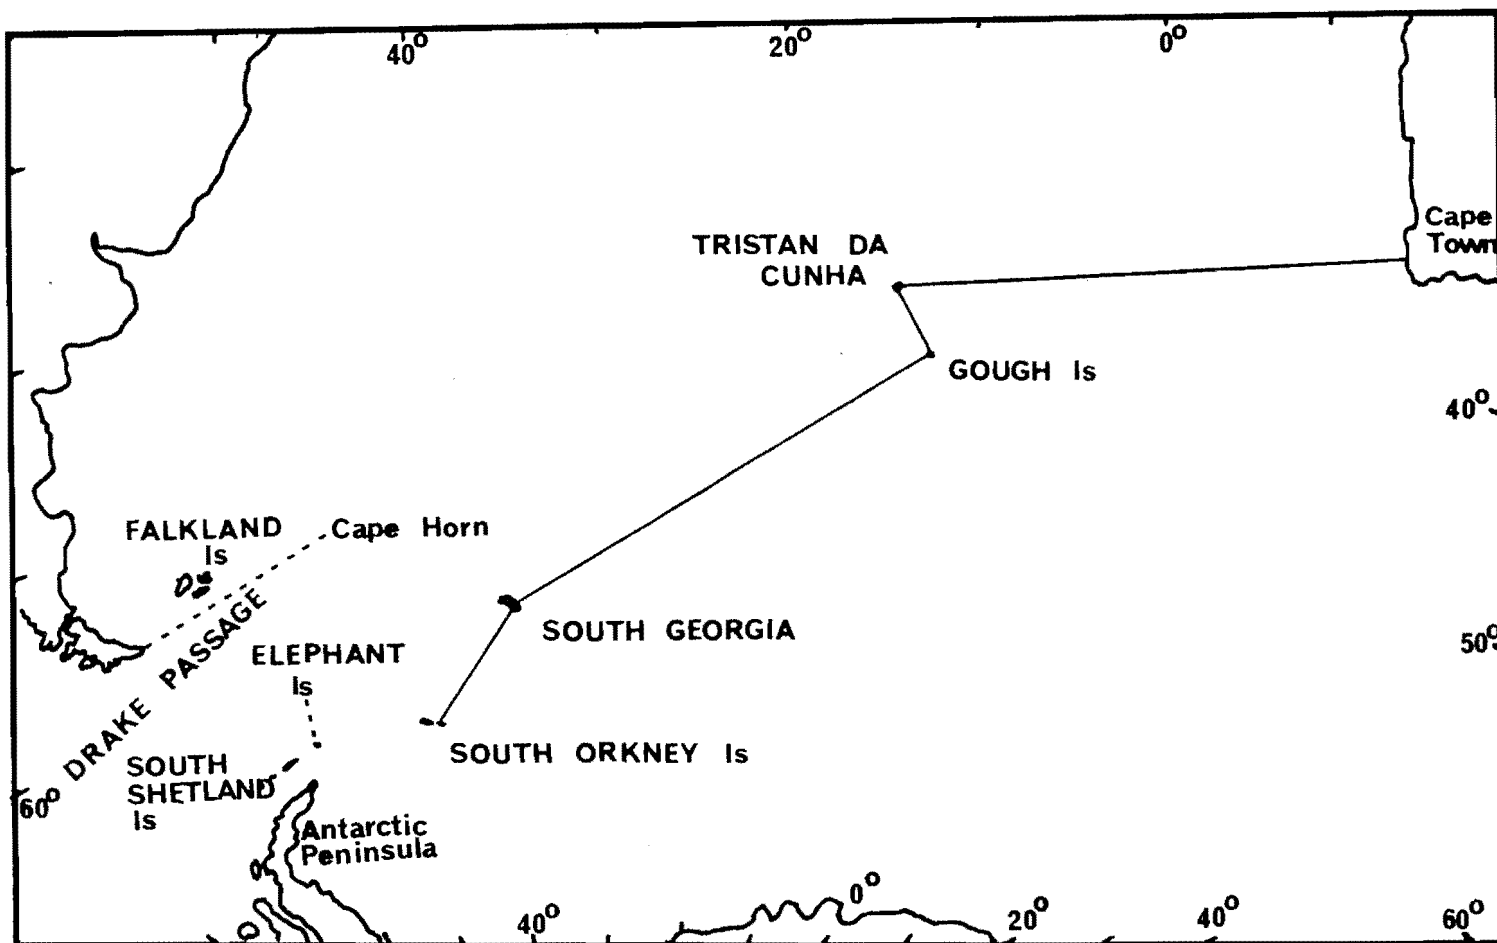 40° 20° 0°
Cape
Town
TRISTAN DA
CUNHA
GOUGH Is
40°
FALKLAND
Is
Cape Horn
DRAKE PASSAGE
SOUTH GEORGIA
50°
ELEPHANT
Is
SOUTH ORKNEY Is
SOUTH
SHETLAND
Is
60°
Antarctic
Peninsula
40° 0° 20° 40° 60°